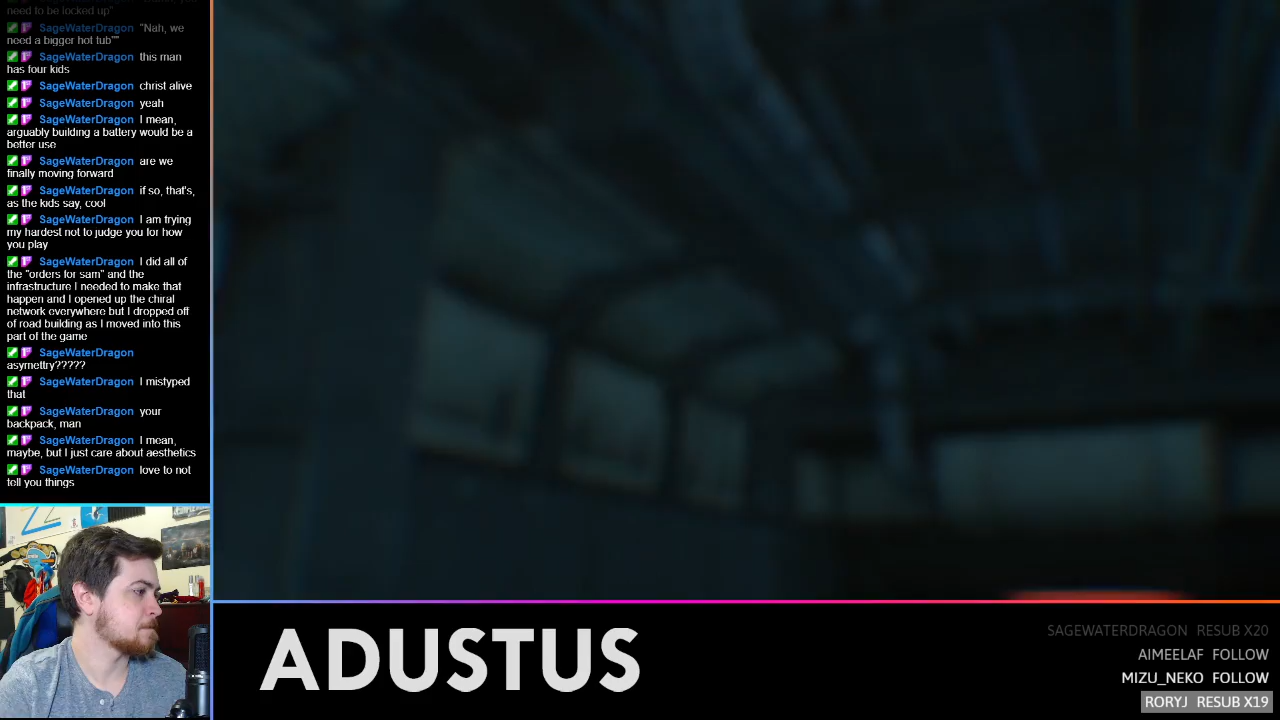 need to be locked up"
SageWaterDragon "Nah, we
need a bigger hot tub""
SageWaterDragon this man
has four kids
SageWaterDragon christ alive
SageWaterDragon yeah
SageWaterDragon I mean,
arguably building a battery would be a
better use
SageWaterDragon are we
finally moving forward
SageWaterDragon if so, that's,
as the kids say, cool
SageWaterDragon I am trying
my hardest not to judge you for how
you play
SageWaterDragon I did all of
the "orders for sam" and the
infrastructure I needed to make that
happen and I opened up the chiral
network everywhere but I dropped off
of road building as I moved into this
part of the game
SageWaterDragon
asymettry?????
SageWaterDragon I mistyped
that
SageWaterDragon your
backpack, man
SageWaterDragon I mean,
maybe, but I just care about aesthetics
SageWaterDragon love to not
tell you things
ADUSTUS
SAGEWATERDRAGON RESUB X20
AIMEELAF FOLLOW
MIZU_NEKO FOLLOW
RORYJ RESUB X19